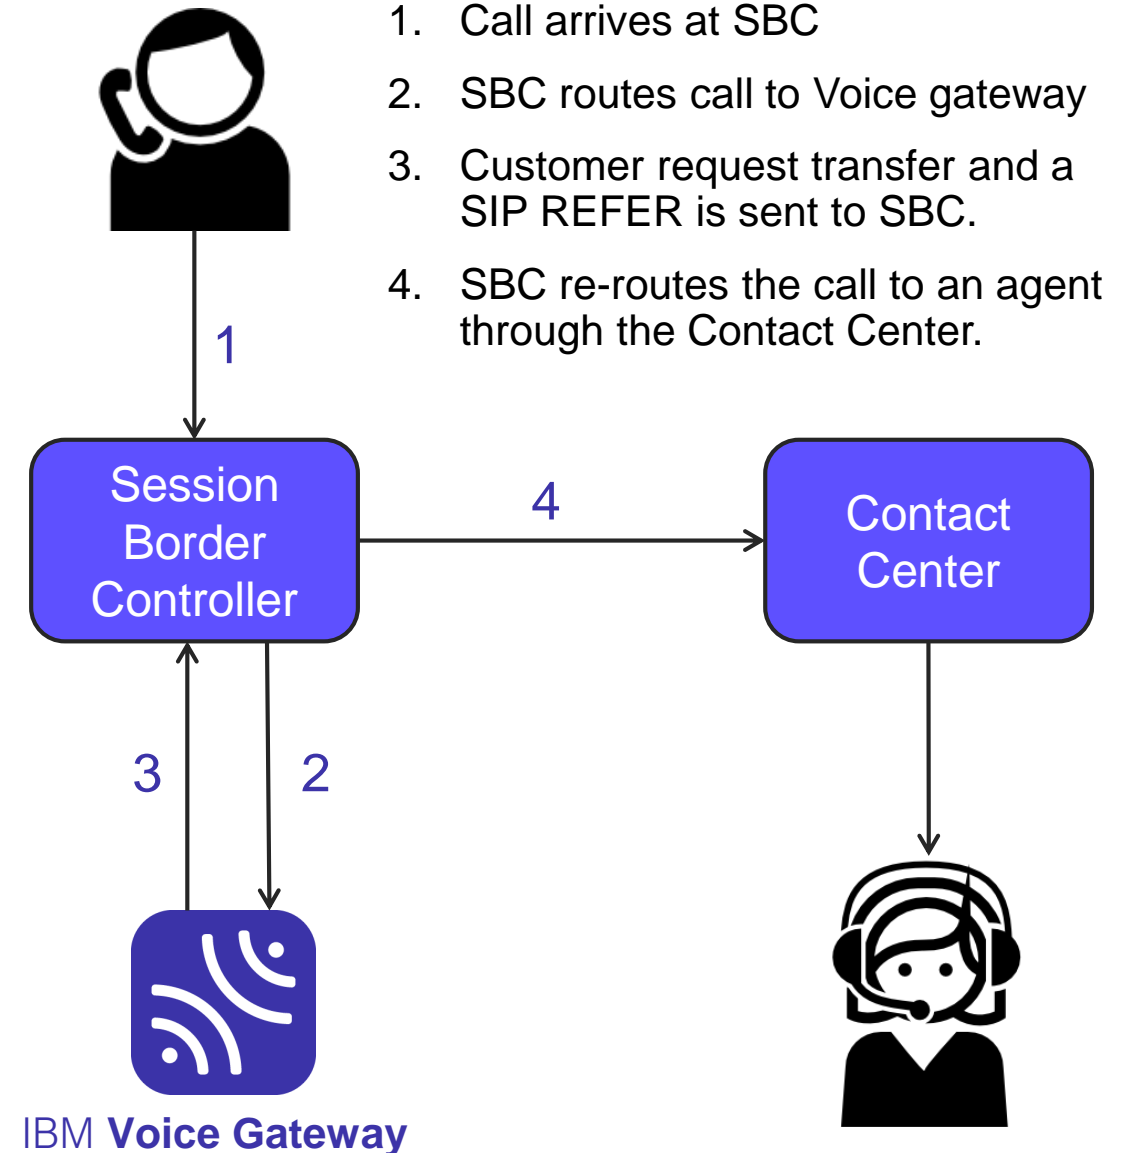 1. Call arrives at SBC
2. SBC routes call to Voice gateway
3. Customer request transfer and a
SIP REFER is sent to SBC.
4. SBC re-routes the call to an agent
through the Contact Center.
1
Session
Border
Controller
4
Contact
Center
3
2
IBM Voice Gateway